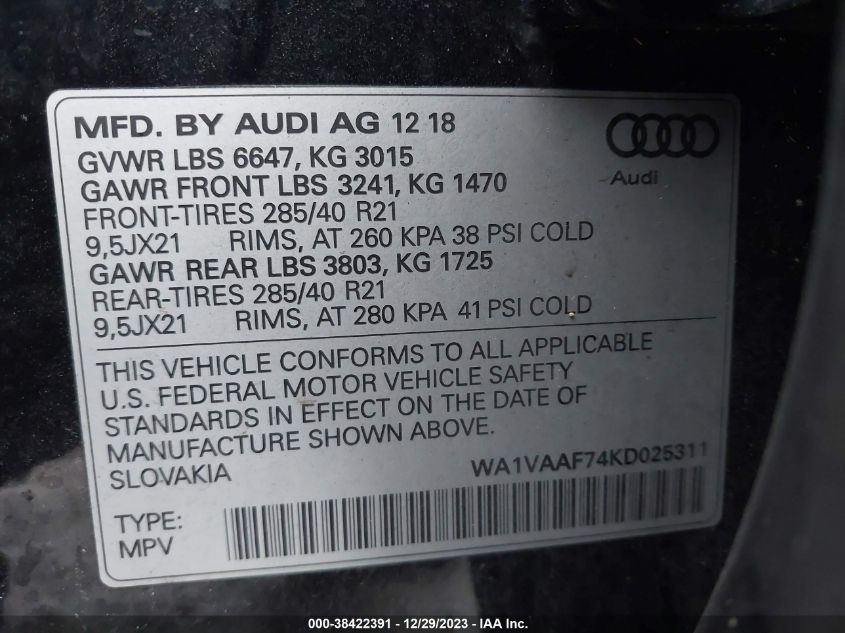 MFD. BY AUDI AG 12 18
GVWR LBS 6647, KG 3015
GAWR FRONT LBS 3241, KG 1470
FRONT-TIRES 285/40 R21
9,5JX21 RIMS, AT 260 KPA 38 PSI COLD
GAWR REAR LBS 3803, KG 1725
REAR-TIRES 285/40 R21
9,5JX21 RIMS, AT 280 KPA 41 PSI COLD
Audi
THIS VEHICLE CONFORMS TO ALL APPLICABLE
U.S. FEDERAL MOTOR VEHICLE SAFETY
STANDARDS IN EFFECT ON THE DATE OF
MANUFACTURE SHOWN ABOVE.
SLOVAKIA
WA1VAAF74KD025311
TYPE:
MPV
000-38422391 - 12/29/2023 - IAA Inc.